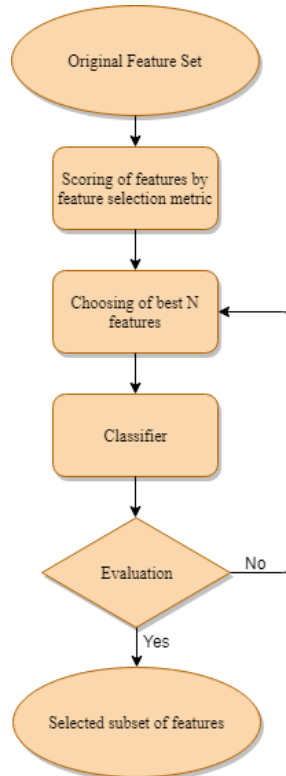 Original Feature Set
Scoring of features by
feature selection metric
Choosing of best N
features
Classifier
Evaluation
No
Yes
Selected subset of features